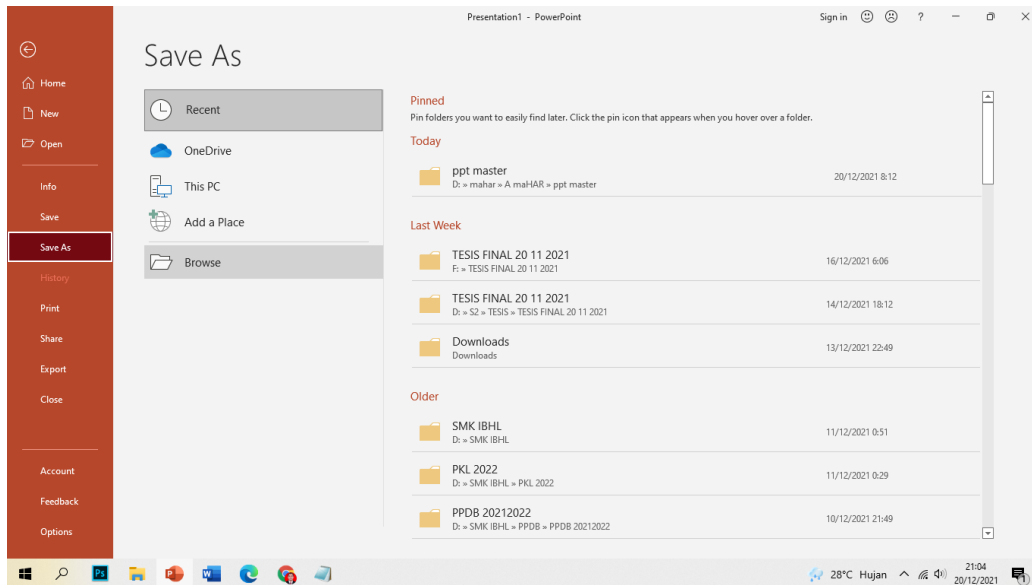 Presentation1 - PowerPoint
Sign in
?
Save As
Home
New
Open
Info
Save
Save As
History
Print
Share
Export
Close
Account
Feedback
Options
Recent
OneDrive
This PC
Add a Place
Browse
Pinned
Pin folders you want to easily find later. Click the pin icon that appears when you hover over a folder.
Today
ppt master
D: » mahar » A maHAR » ppt master
20/12/2021 8:12
Last Week
TESIS FINAL 20 11 2021
F: » TESIS FINAL 20 11 2021
16/12/2021 6:06
TESIS FINAL 20 11 2021
D: » S2 » TESIS » TESIS FINAL 20 11 2021
14/12/2021 18:12
Downloads
Downloads
13/12/2021 22:49
Older
SMK IBHL
D: » SMK IBHL
11/12/2021 0:51
PKL 2022
D: » SMK IBHL » PKL 2022
11/12/2021 0:29
PPDB 20212022
D: » SMK IBHL » PPDB » PPDB 20212022
10/12/2021 21:49
Ps
28°C Hujan
21:04
20/12/2021